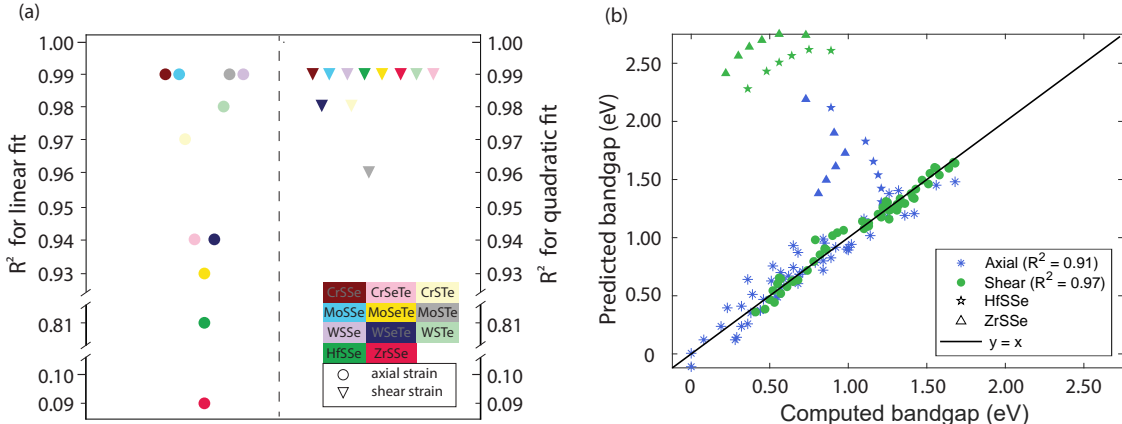 (a)
1.00
0.99
0.98
0.97
0.96
0.94
0.93
0.81
0.10
0.09
R² for linear fit
1.00
0.99
0.98
0.97
0.96
0.94
0.93
0.81
0.10
0.09
R² for quadratic fit
CrSSe CrSeTe CrSTe
MoSSe MoSeTe MoSTe
WSSe WSeTe WSTe
HfSSe ZrSSe
axial strain
shear strain
(b)
Predicted bandgap (eV)
2.50
2.00
1.50
1.00
0.50
0
0 0.50 1.00 1.50 2.00 2.50
Computed bandgap (eV)
Axial (R² = 0.91)
Shear (R² = 0.97)
HfSSe
ZrSSe
y = x